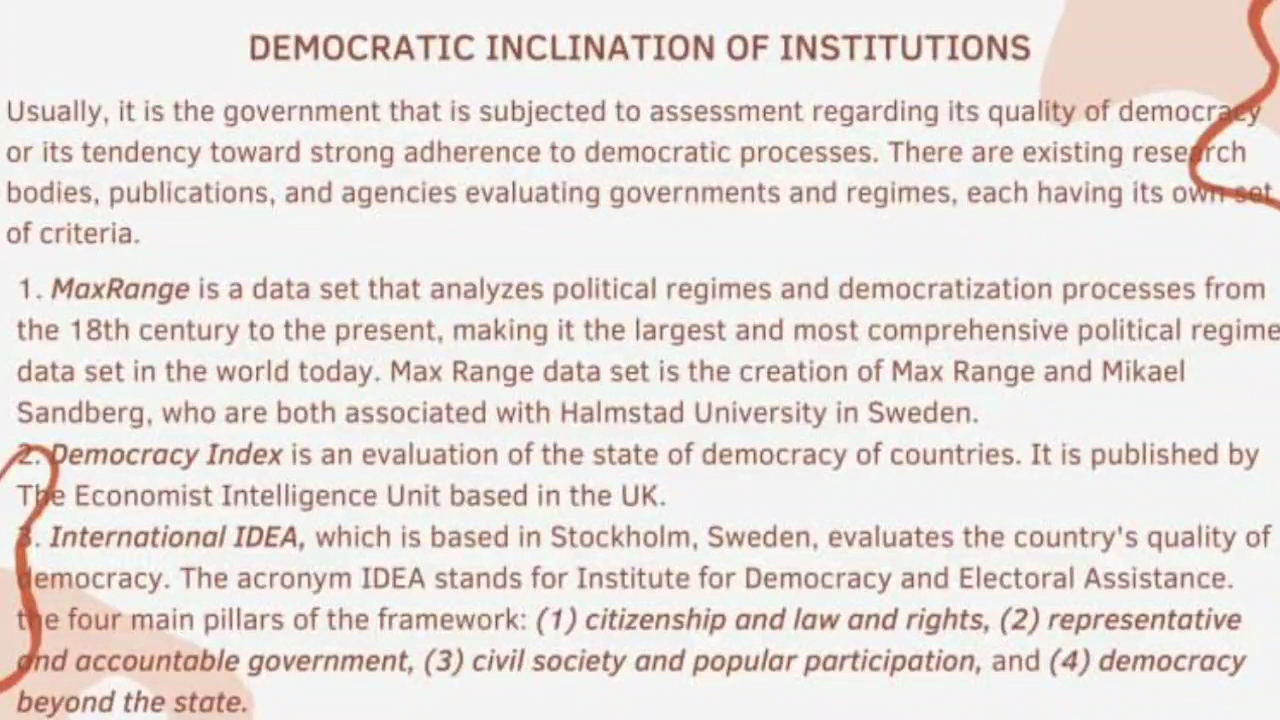 DEMOCRATIC INCLINATION OF INSTITUTIONS
Usually, it is the government that is subjected to assessment regarding its quality of democracy
or its tendency toward strong adherence to democratic processes. There are existing research
bodies, publications, and agencies evaluating governments and regimes, each having its own set
of criteria.
1. MaxRange is a data set that analyzes political regimes and democratization processes from
the 18th century to the present, making it the largest and most comprehensive political regime
data set in the world today. Max Range data set is the creation of Max Range and Mikael
Sandberg, who are both associated with Halmstad University in Sweden.
2. Democracy Index is an evaluation of the state of democracy of countries. It is published by
The Economist Intelligence Unit based in the UK.
3. International IDEA, which is based in Stockholm, Sweden, evaluates the country's quality of
democracy. The acronym IDEA stands for Institute for Democracy and Electoral Assistance.
the four main pillars of the framework: (1) citizenship and law and rights, (2) representative
and accountable government, (3) civil society and popular participation, and (4) democracy
beyond the state.